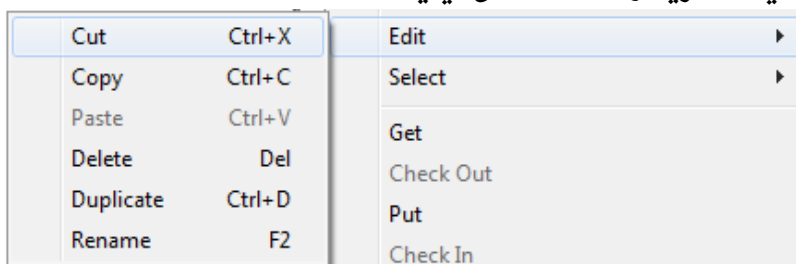 Cut Ctrl+X
Copy Ctrl+C
Paste Ctrl+V
Delete Del
Duplicate Ctrl+D
Rename F2
Edit
Select
Get
Check Out
Put
Check In